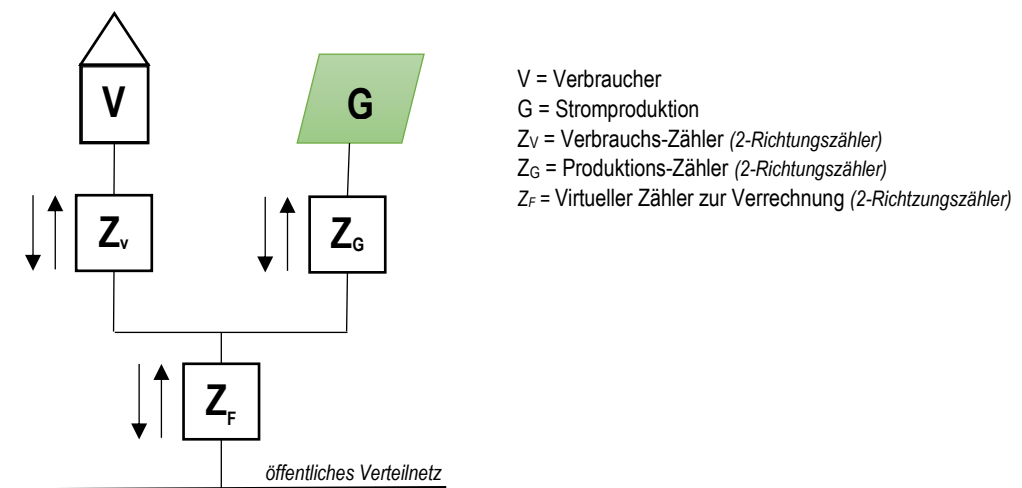 V
G
Zv
ZG
ZF
öffentliches Verteilnetz
V = Verbraucher
G = Stromproduktion
ZV = Verbrauchs-Zähler (2-Richtungszähler)
ZG = Produktions-Zähler (2-Richtungszähler)
ZF = Virtueller Zähler zur Verrechnung (2-Richtzungszähler)